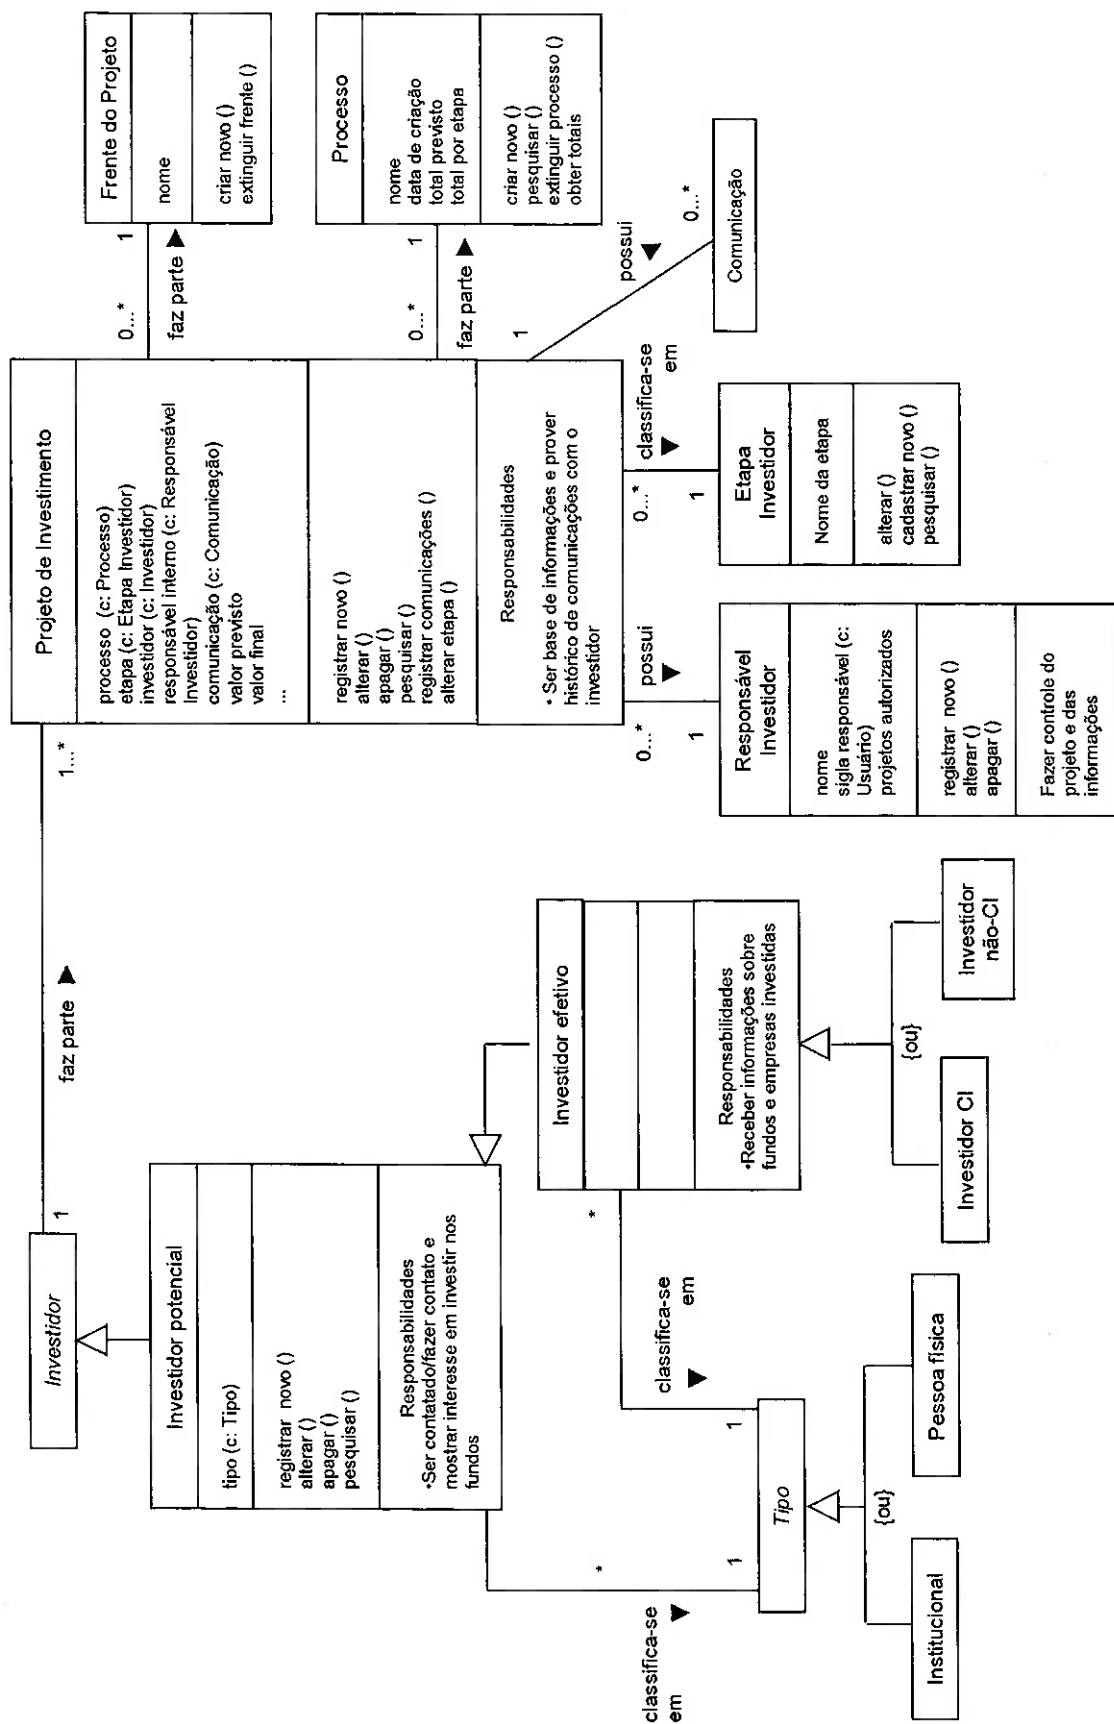 Investidor
1
faz parte ▶
1...*
Projeto de Investimento
processo (c: Processo)
etapa (c: Etapa Investidor)
investidor (c: Investidor)
responsável interno (c: Responsável
Investidor)
comunicação (c: Comunicação)
valor previsto
valor final
...
registrar novo ()
alterar ()
apagar ()
pesquisar ()
registrar comunicações ()
alterar etapa ()
Responsabilidades
• Ser base de informações e prover
histórico de comunicações com o
investidor
0...*
1
faz parte ▶
Frente do Projeto
nome
criar novo ()
extinguir frente ()
0...*
1
faz parte ▶
Processo
nome
data de criação
total previsto
total por etapa
criar novo ()
pesquisar ()
extinguir processo ()
obter totais
1
possui
0...*
Comunicação
Investidor potencial
tipo (c: Tipo)
registrar novo ()
alterar ()
apagar ()
pesquisar ()
Responsabilidades
•Ser contatado/fazer contato e
mostrar interesse em investir nos
fundos
Investidor efetivo
Responsabilidades
•Receber informações sobre
fundos e empresas investidas
{ou}
Investidor CI
Investidor
não-CI
0...*
possui
1
Responsável
Investidor
nome
sigla responsável (c:
Usuário)
projetos autorizados
registrar novo ()
alterar ()
apagar ()
Fazer controle do
projeto e das
informações
0...*
classifica-se
em
1
Etapa
Investidor
Nome da etapa
alterar ()
cadastrar novo ()
pesquisar ()
classifica-se
em
*
1
*
classifica-se
em
1
Tipo
{ou}
Institucional
Pessoa física